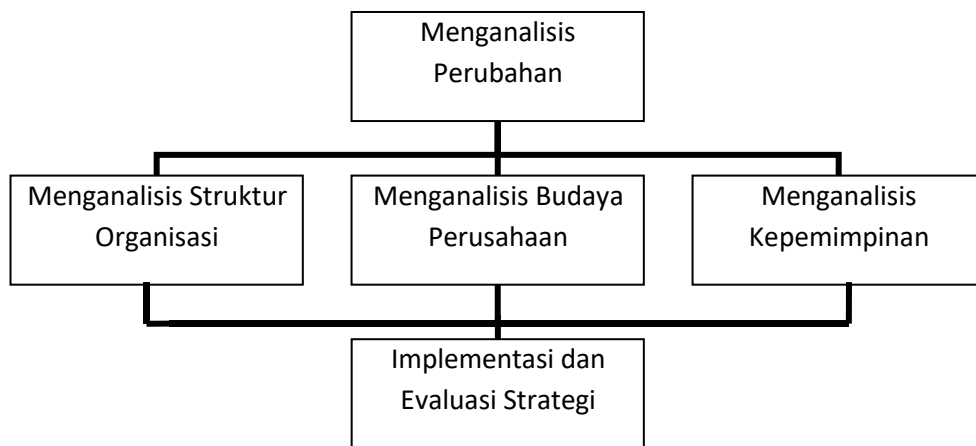 Menganalisis
Perubahan
Menganalisis Struktur
Organisasi
Menganalisis Budaya
Perusahaan
Menganalisis
Kepemimpinan
Implementasi dan
Evaluasi Strategi